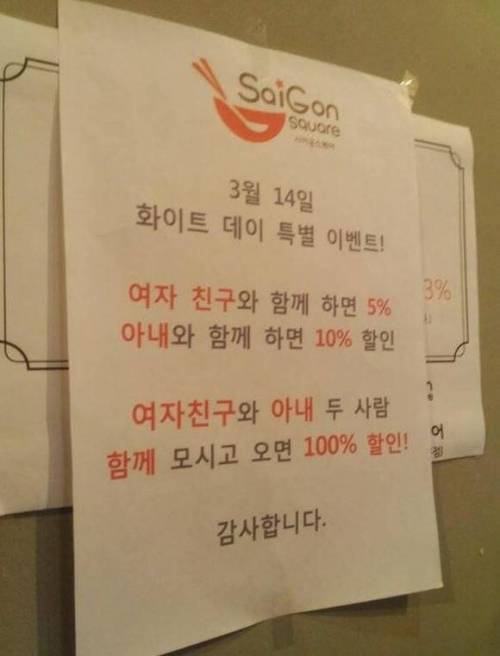 SaiGon
Square
사이공스퀘어
3월 14일
화이트 데이 특별 이벤트!
여자 친구와 함께 하면 5%
아내와 함께 하면 10% 할인
여자친구와 아내 두 사람
함께 모시고 오면 100% 할인!
감사합니다.
3%
어